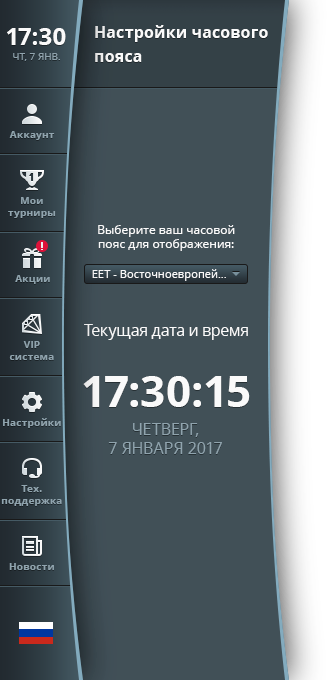 17:30
ЧТ, 7 ЯНВ.
Аккаунт
1
Мои
турниры
!
Акции
VIP
система
Настройки
Тех.
поддержка
Новости
Настройки часового
пояса
Выберите ваш часовой
пояс для отображения:
EET - Восточноевропей...
Текущая дата и время
17:30:15
ЧЕТВЕРГ,
7 ЯНВАРЯ 2017